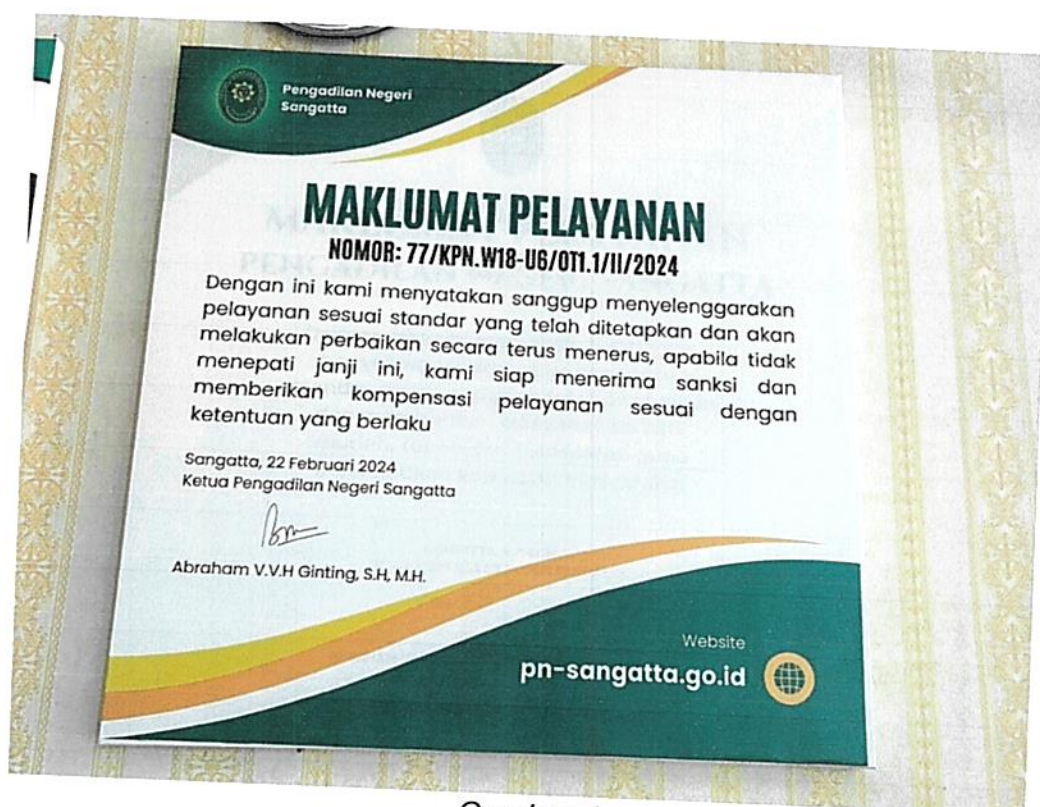 Pengadilan Negeri
Sangatta
MAKLUMAT PELAYANAN
NOMOR: 77/KPN.W18-U6/OT1.1/II/2024
Dengan ini kami menyatakan sanggup menyelenggarakan
pelayanan sesuai standar yang telah ditetapkan dan akan
melakukan perbaikan secara terus menerus, apabila tidak
menepati janji ini, kami siap menerima sanksi dan
memberikan kompensasi pelayanan sesuai dengan
ketentuan yang berlaku
Sangatta, 22 Februari 2024
Ketua Pengadilan Negeri Sangatta
Abraham V.V.H Ginting, S.H, M.H.
Website
pn-sangatta.go.id